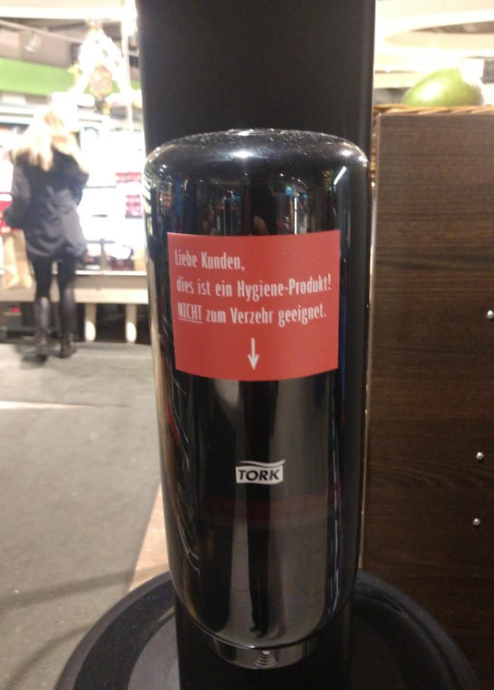 Liebe Kunden,
dies ist ein Hygiene-Produkt!
NICHT zum Verzehr geeignet.
TORK